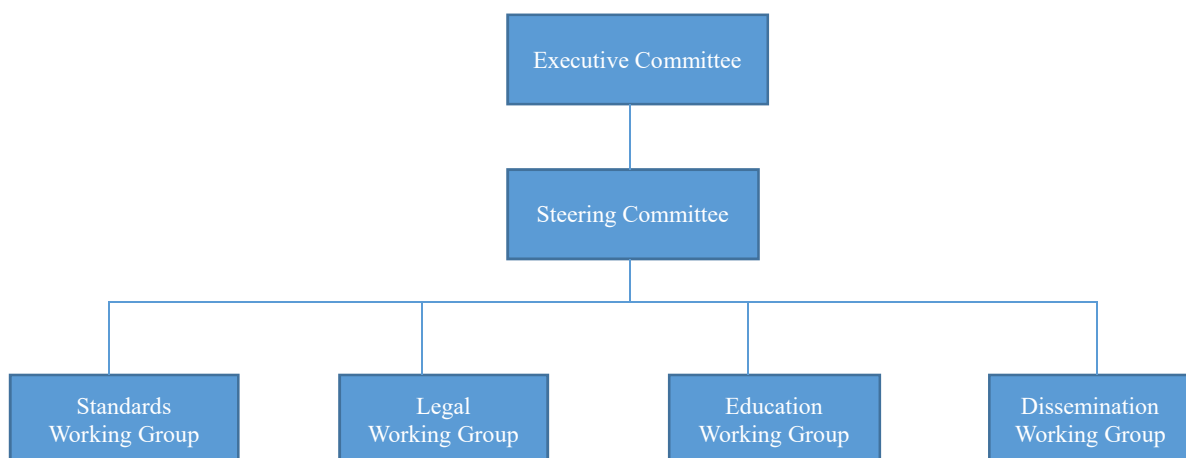 Executive Committee
Steering Committee
Standards
Working Group
Legal
Working Group
Education
Working Group
Dissemination
Working Group